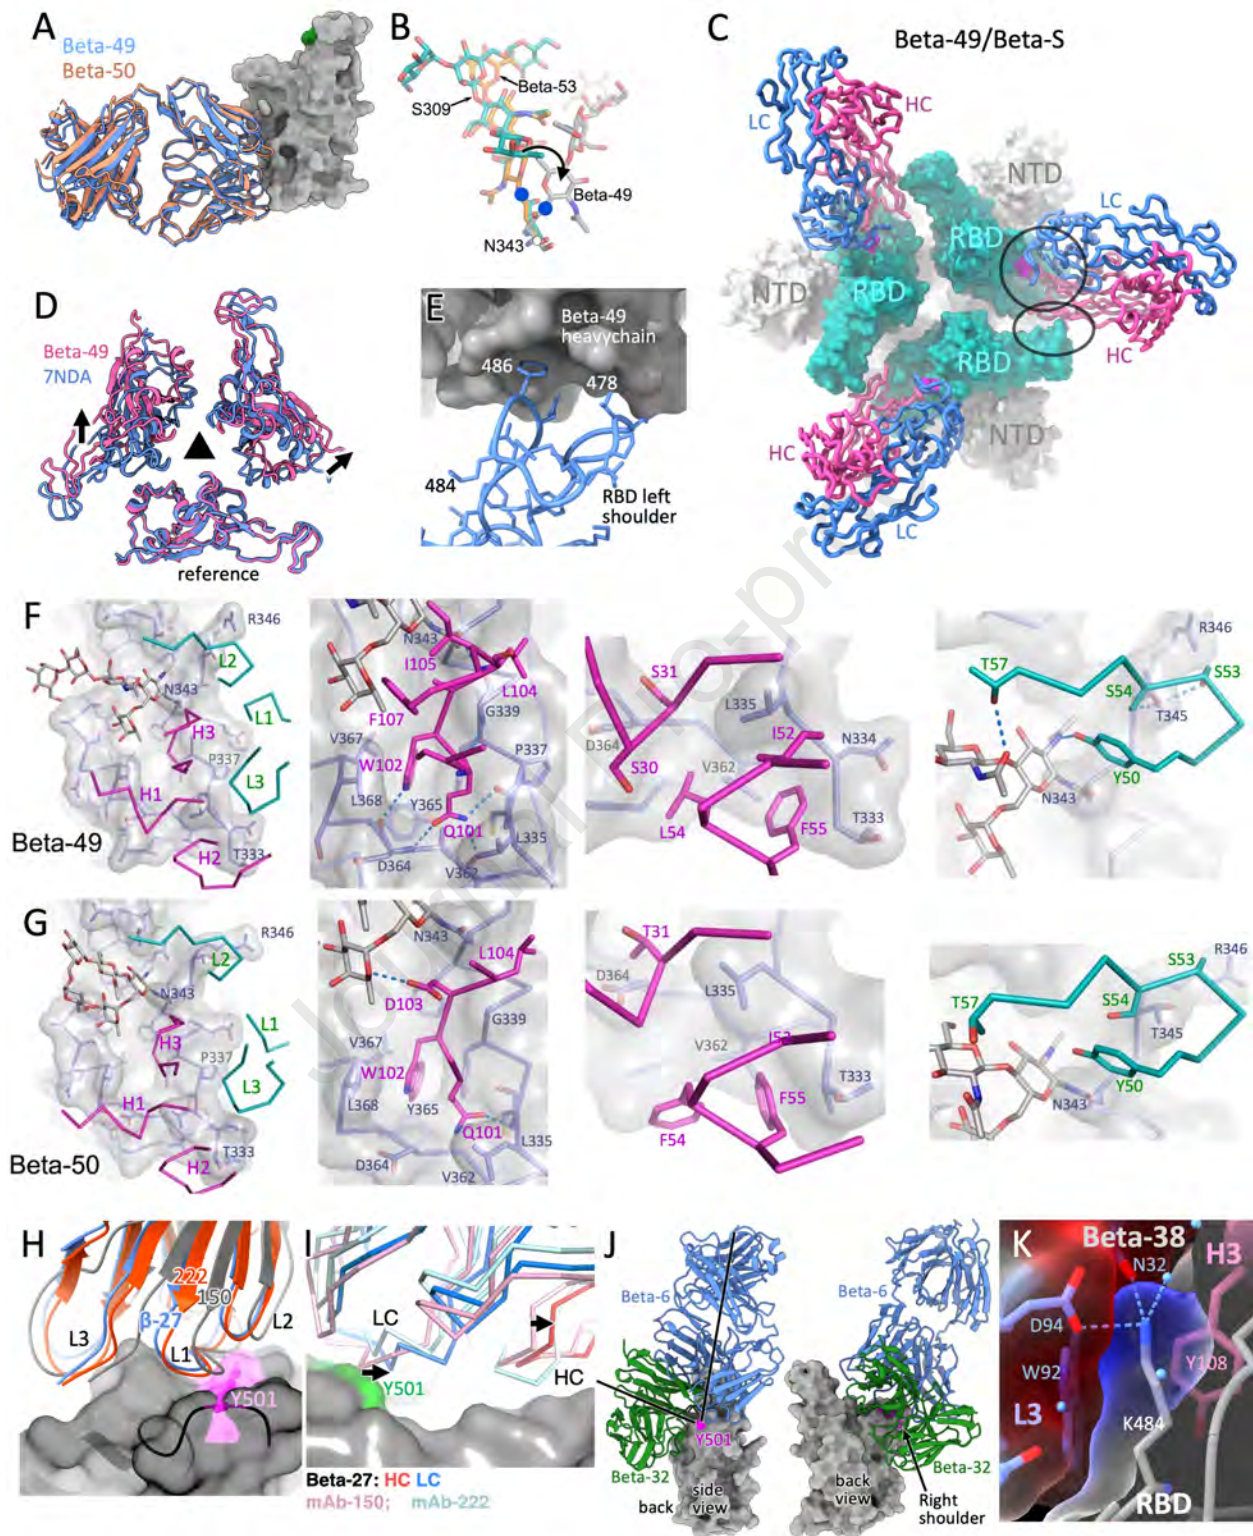 A
Beta-49
Beta-50
B
Beta-53
S309
Beta-49
N343
C
Beta-49/Beta-S
HC
LC
NTD
LC
RBD
NTD
RBD
RBD
HC
HC
NTD
LC
D
Beta-49
7NDA
reference
E
Beta-49
heavychain
486
478
484
RBD left
shoulder
F
R346
L2
N343
L1
H3
P337
L3
H1
T333
H2
Beta-49
N343
I105
L104
F107
G339
V367
P337
W102
L368
Y365
Q101
L335
D364
V362
S31
L335
I52
D364
N334
S30
V362
L54
F55
T333
R346
T57
S53
S54
T345
Y50
N343
G
R346
L2
N343
H3
L1
P337
L3
H1
T333
H2
Beta-50
N343
L104
D103
G339
V367
W102
L368
Y365
Q101
L335
D364
V362
T31
D364
L335
I52
V362
T333
F55
F54
R346
S53
T57
S54
T345
Y50
N343
H
222
150
β-27
L3
L2
L1
Y501
I
LC
Y501
HC
Beta-27: HC LC
mAb-150; mAb-222
J
Beta-6
Beta-6
HC
Y501
Beta-32
side
view
back
back
view
Beta-32
Right
shoulder
K
Beta-38
N32
H3
D94
W92
Y108
L3
K484
RBD
Journal Pre-pr